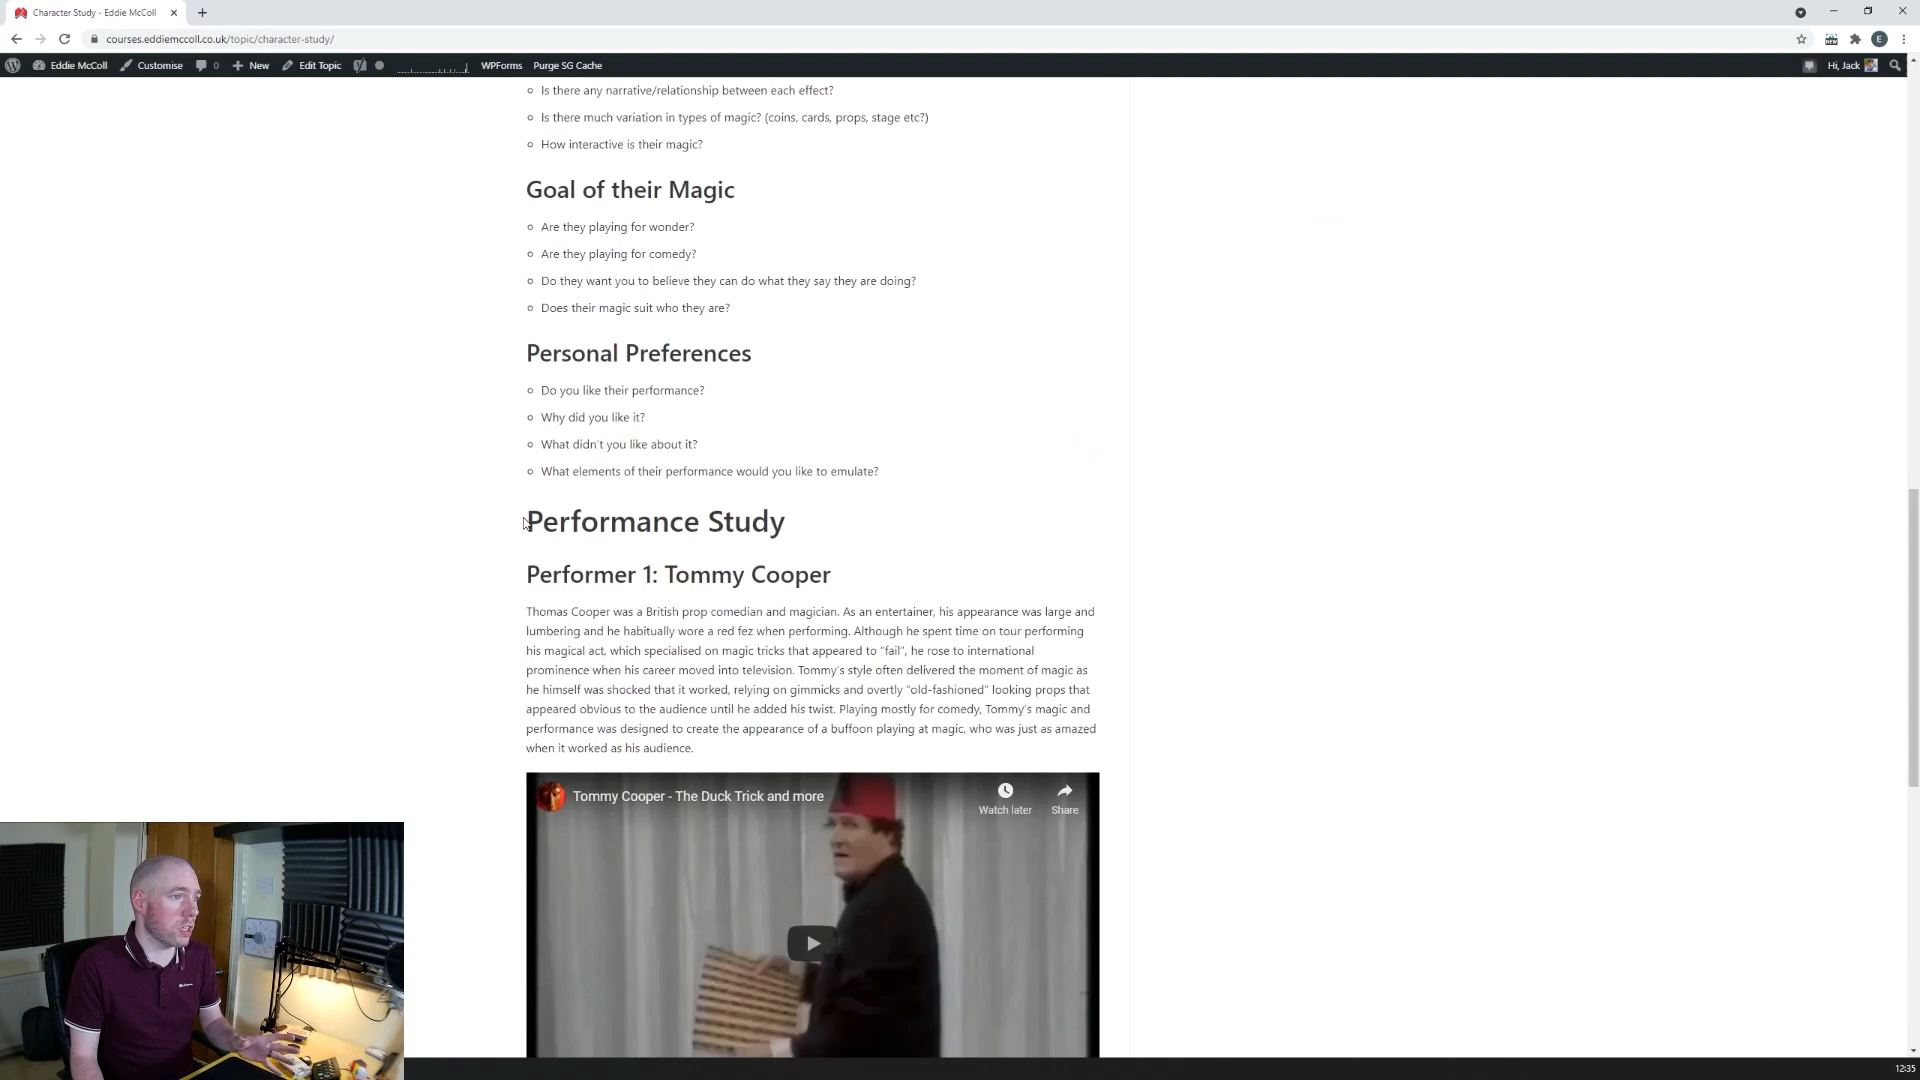 Character Study - Eddie McColl
courses.eddiemccoll.co.uk/topic/character-study/
E
Eddie McColl
Customise
0
New
Edit Topic
WPForms
Purge SG Cache
Hi, Jack
Is there any narrative/relationship between each effect?
Is there much variation in types of magic? (coins, cards, props, stage etc?)
How interactive is their magic?
Goal of their Magic
Are they playing for wonder?
Are they playing for comedy?
Do they want you to believe they can do what they say they are doing?
Does their magic suit who they are?
Personal Preferences
Do you like their performance?
Why did you like it?
What didn't you like about it?
What elements of their performance would you like to emulate?
Performance Study
Performer 1: Tommy Cooper
Thomas Cooper was a British prop comedian and magician. As an entertainer, his appearance was large and
lumbering and he habitually wore a red fez when performing. Although he spent time on tour performing
his magical act, which specialised on magic tricks that appeared to "fail", he rose to international
prominence when his career moved into television. Tommy's style often delivered the moment of magic as
he himself was shocked that it worked, relying on gimmicks and overtly "old-fashioned" looking props that
appeared obvious to the audience until he added his twist. Playing mostly for comedy, Tommy's magic and
performance was designed to create the appearance of a buffoon playing at magic, who was just as amazed
when it worked as his audience.
Tommy Cooper - The Duck Trick and more
Watch later
Share
12:35